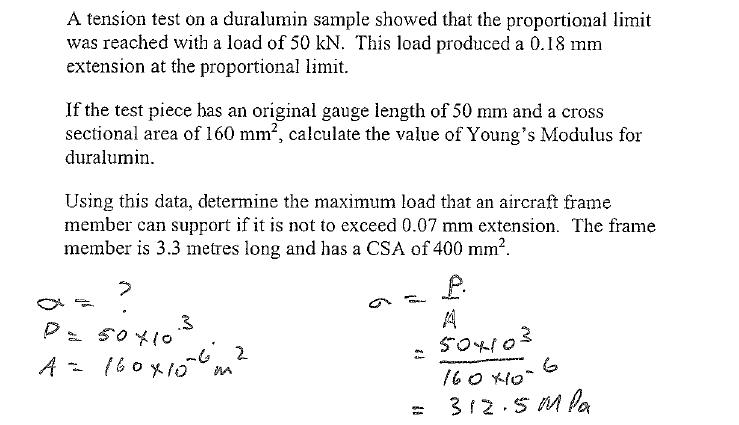 A tension test on a duralumin sample showed that the proportional limit
was reached with a load of 50 kN. This load produced a 0.18 mm
extension at the proportional limit.
If the test piece has an original gauge length of 50 mm and a cross
sectional area of 160 mm², calculate the value of Young's Modulus for
duralumin.
Using this data, determine the maximum load that an aircraft frame
member can support if it is not to exceed 0.07 mm extension. The frame
member is 3.3 metres long and has a CSA of 400 mm².
σ = ?
P = 50×10³.
A = 160×10⁻⁶ m²
σ = P.
A
= 50×10³
160×10⁻⁶
= 312.5 MPa